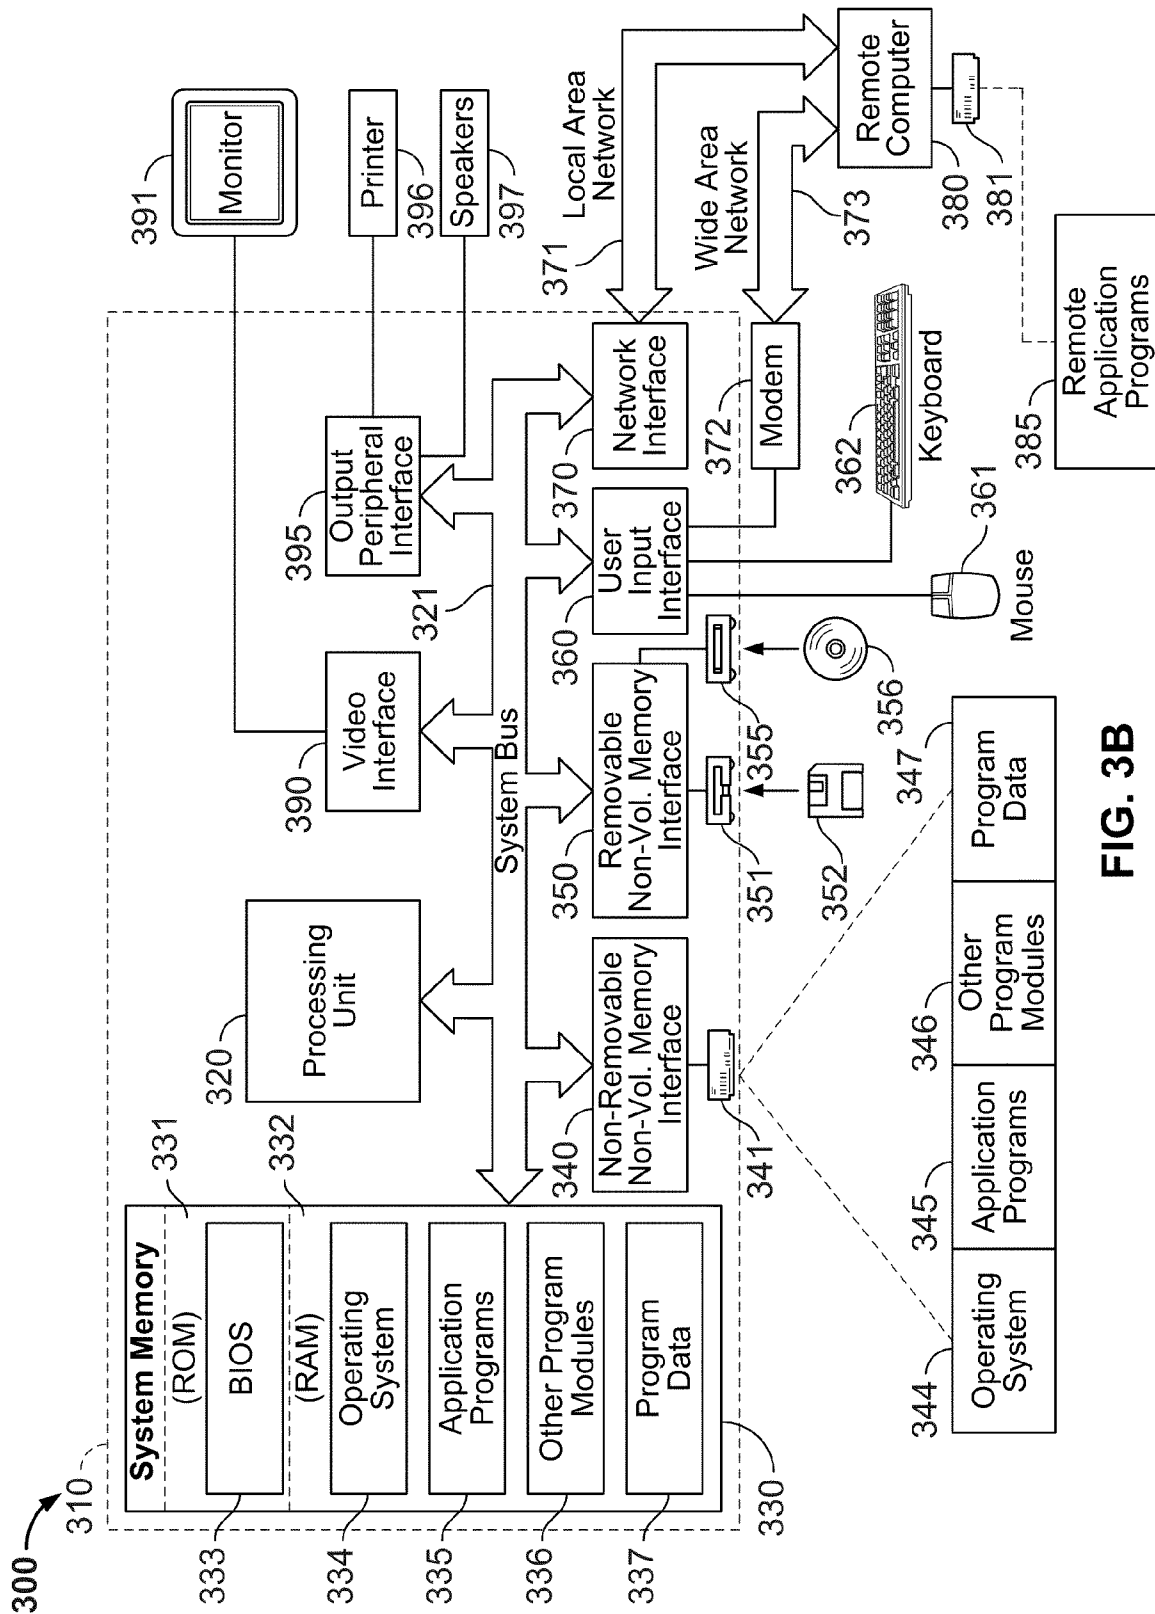 300
310
System Memory
(ROM)
331
BIOS
333
(RAM)
332
Operating
System
334
Application
Programs
335
Other Program
Modules
336
Program
Data
337
330
320
Processing
Unit
390
Video
Interface
395
Output
Peripheral
Interface
391
Monitor
Printer
396
Speakers
397
System Bus
321
340
Non-Removable
Non-Vol. Memory
Interface
341
350
Removable
Non-Vol. Memory
Interface
351
352
355
356
360
User
Input
Interface
370
Network
Interface
371
Local Area
Network
372
Modem
Wide Area
Network
373
Remote
Computer
380
381
Mouse
361
362
Keyboard
385
Remote
Application
Programs
344
Operating
System
345
Application
Programs
346
Other
Program
Modules
347
Program
Data
FIG. 3B